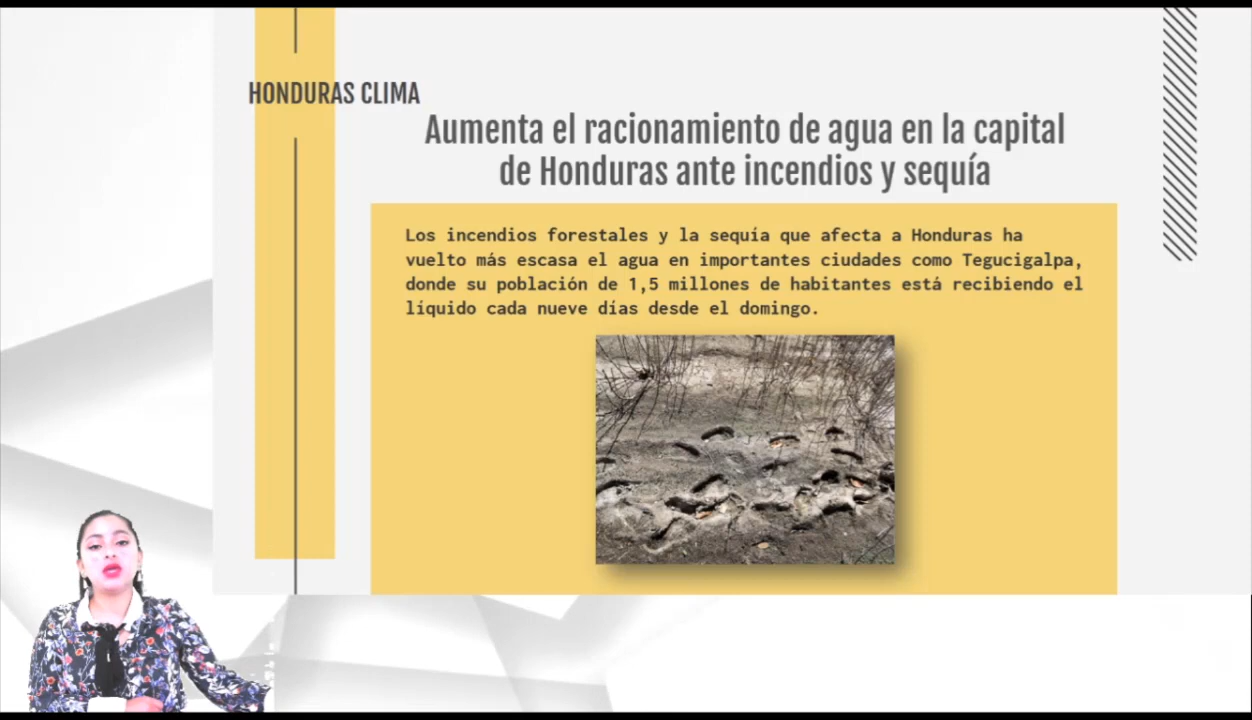 HONDURAS CLIMA
Aumenta el racionamiento de agua en la capital
de Honduras ante incendios y sequía
Los incendios forestales y la sequía que afecta a Honduras ha
vuelto más escasa el agua en importantes ciudades como Tegucigalpa,
donde su población de 1,5 millones de habitantes está recibiendo el
líquido cada nueve días desde el domingo.